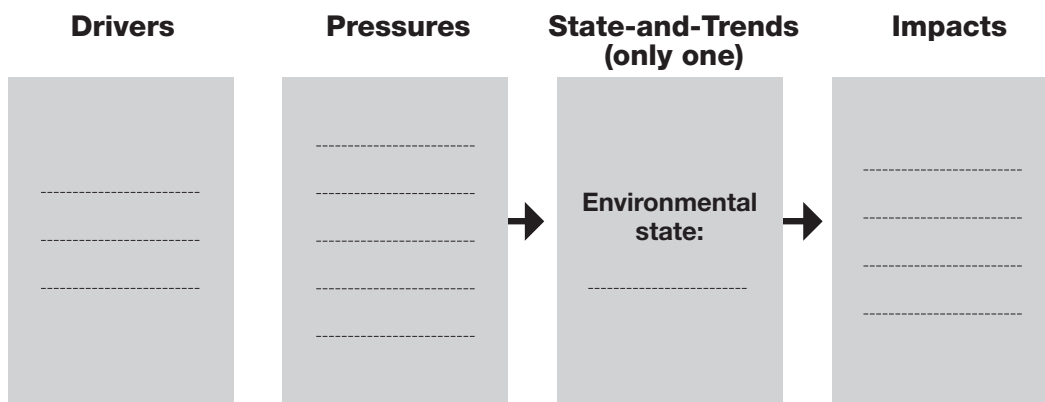 Drivers
Pressures
State-and-Trends
(only one)
Impacts
Environmental
state: